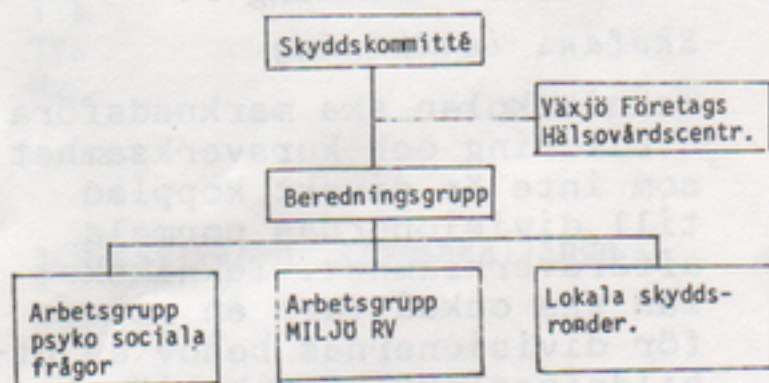 Skyddskommitté
Växjö Företags
Hälsovårdscentr.
Beredningsgrupp
Arbetsgrupp
psyko sociala
frågor
Arbetsgrupp
MILJÖ RV
Lokala skydds-
ronder.